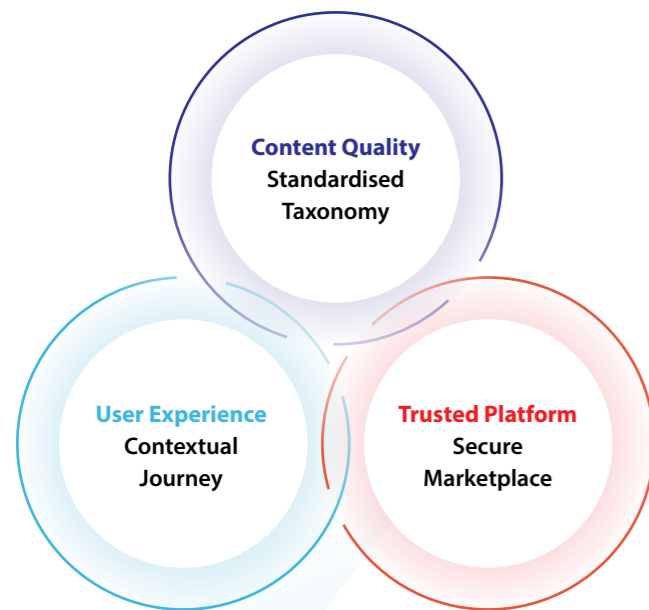 Content Quality
Standardised
Taxonomy
User Experience
Contextual
Journey
Trusted Platform
Secure
Marketplace